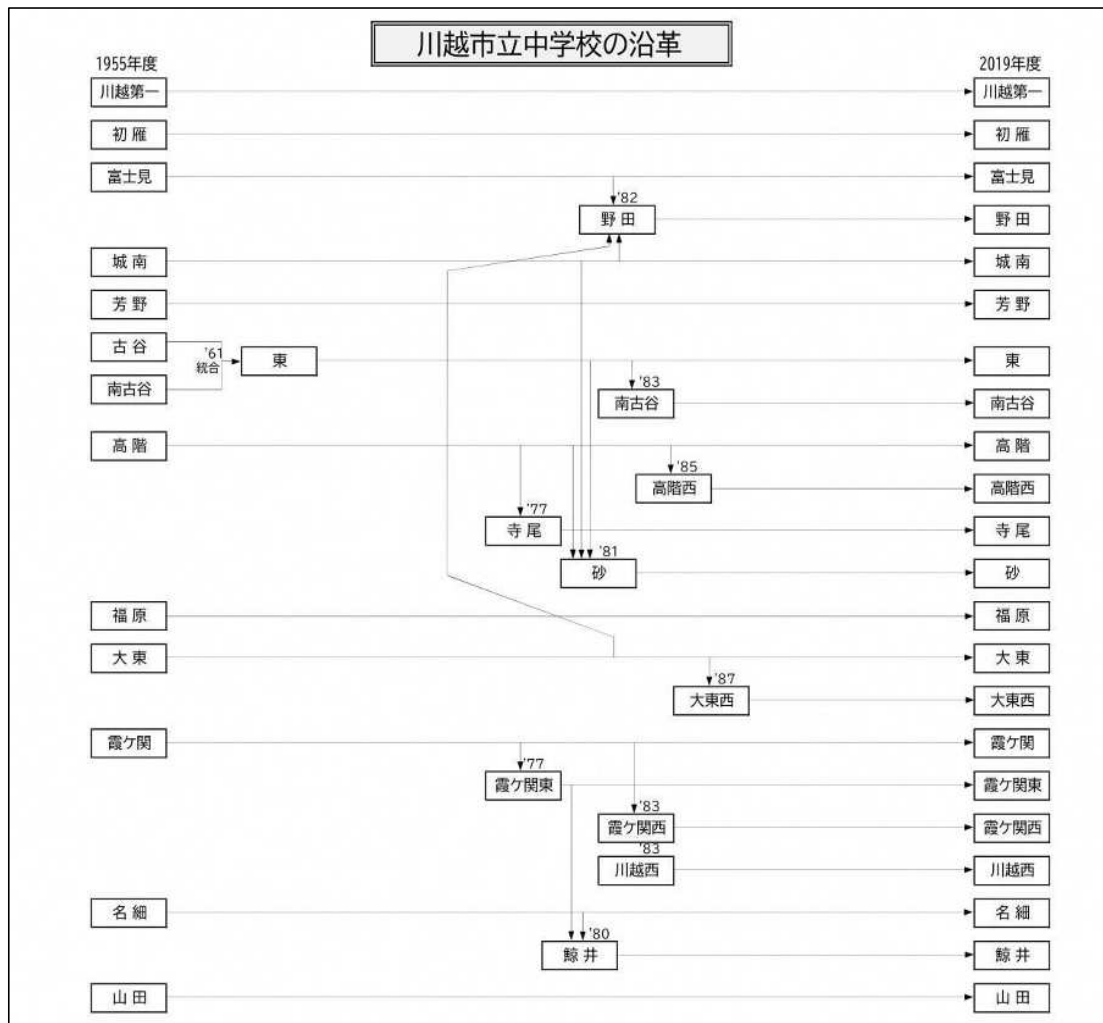 川越市立中学校の沿革
1955年度
2019年度
川越第一
川越第一
初雁
初雁
富士見
富士見
'82
野田
野田
城南
城南
芳野
芳野
古谷
'61
統合
東
東
南古谷
'83
南古谷
南古谷
高階
高階
'85
高階西
高階西
'77
寺尾
寺尾
'81
砂
砂
福原
福原
大東
大東
'87
大東西
大東西
霞ケ関
霞ケ関
'77
霞ケ関東
霞ケ関東
'83
霞ケ関西
霞ケ関西
'83
川越西
川越西
名細
名細
'80
鯨井
鯨井
山田
山田